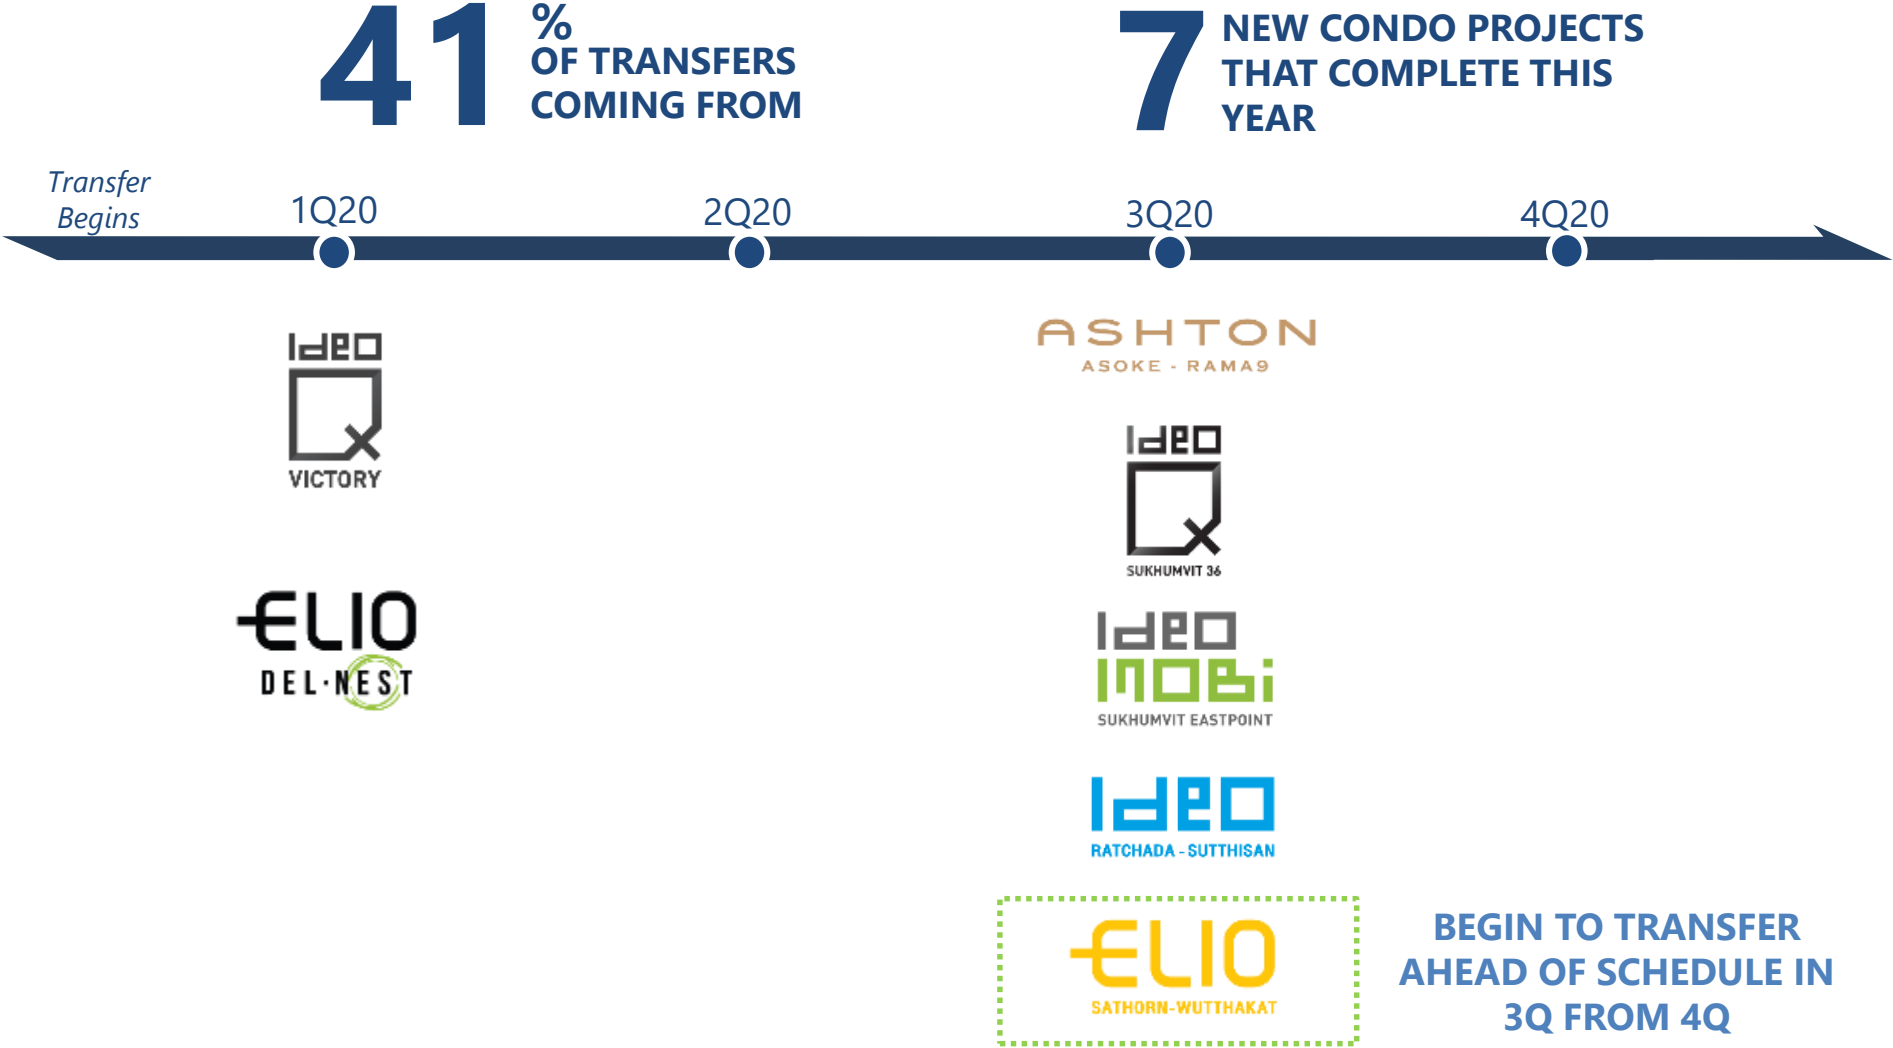 41
%
OF TRANSFERS
COMING FROM
7
NEW CONDO PROJECTS
THAT COMPLETE THIS
YEAR
Transfer
Begins
1Q20
2Q20
3Q20
4Q20
IdeO
Q
VICTORY
ELIO
DEL·NEST
ASHTON
ASOKE - RAMA9
IdeO
Q
SUKHUMVIT 36
IdeO
MOBi
SUKHUMVIT EASTPOINT
IdeO
RATCHADA - SUTTHISAN
ELIO
SATHORN-WUTTHAKAT
BEGIN TO TRANSFER
AHEAD OF SCHEDULE IN
3Q FROM 4Q